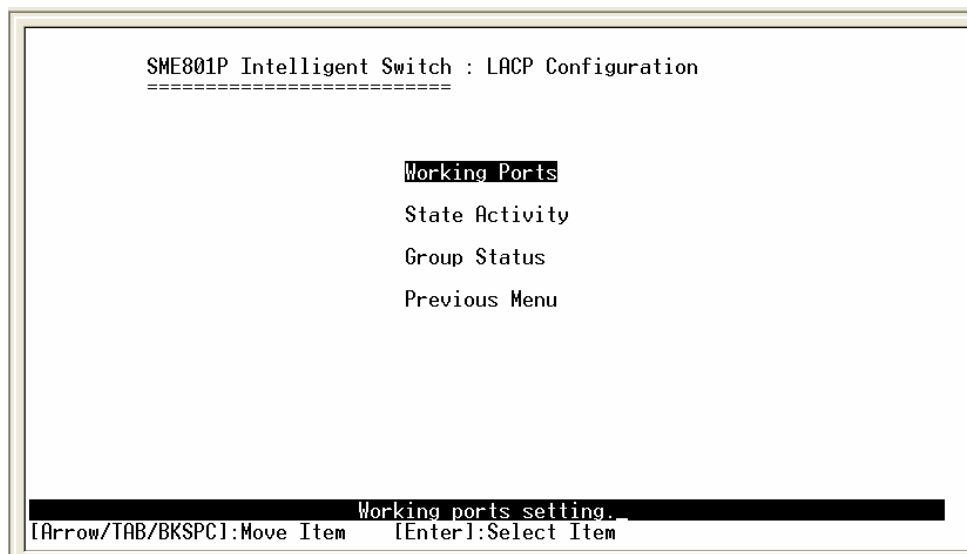 SME801P Intelligent Switch : LACP Configuration
==========================
Working Ports
State Activity
Group Status
Previous Menu
Working ports setting._
[Arrow/TAB/BKSPC]:Move Item [Enter]:Select Item